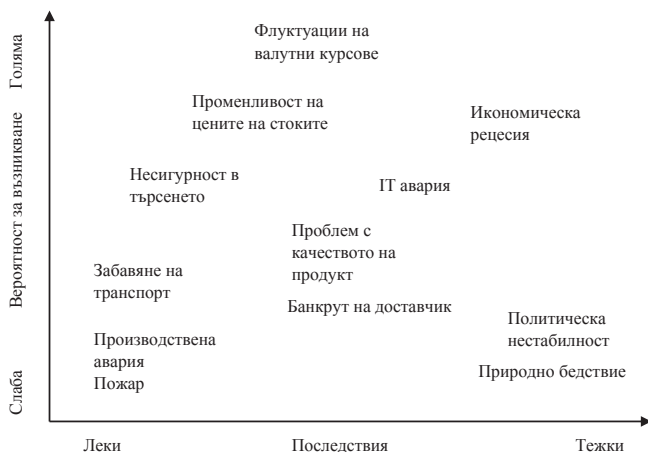 Флуктуации на
валутни курсове
Променливост на
цените на стоките
Икономическа
рецесия
Несигурност в
търсенето
IT авария
Проблем с
качеството на
продукт
Забавяне на
транспорт
Банкрут на доставчик
Политическа
нестабилност
Производствена
авария
Пожар
Природно бедствие
Голяма
Вероятност за възникване
Слаба
Леки
Последствия
Тежки